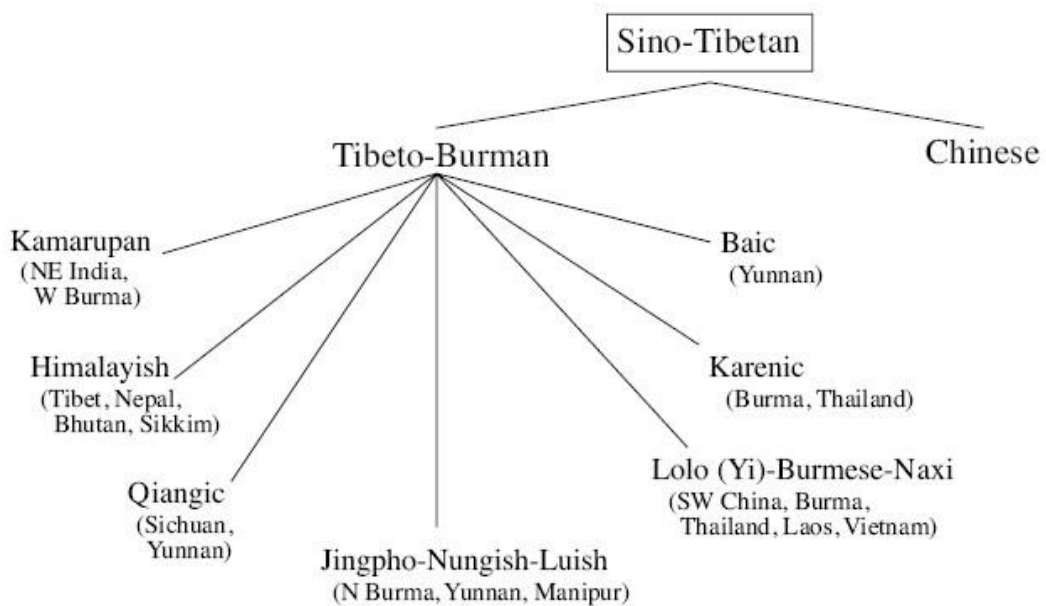 Sino-Tibetan
Tibeto-Burman
Chinese
Kamarupan
(NE India,
W Burma)
Himalayish
(Tibet, Nepal,
Bhutan, Sikkim)
Qiangic
(Sichuan,
Yunnan)
Jingpho-Nungish-Luish
(N Burma, Yunnan, Manipur)
Lolo (Yi)-Burmese-Naxi
(SW China, Burma,
Thailand, Laos, Vietnam)
Karenic
(Burma, Thailand)
Baic
(Yunnan)